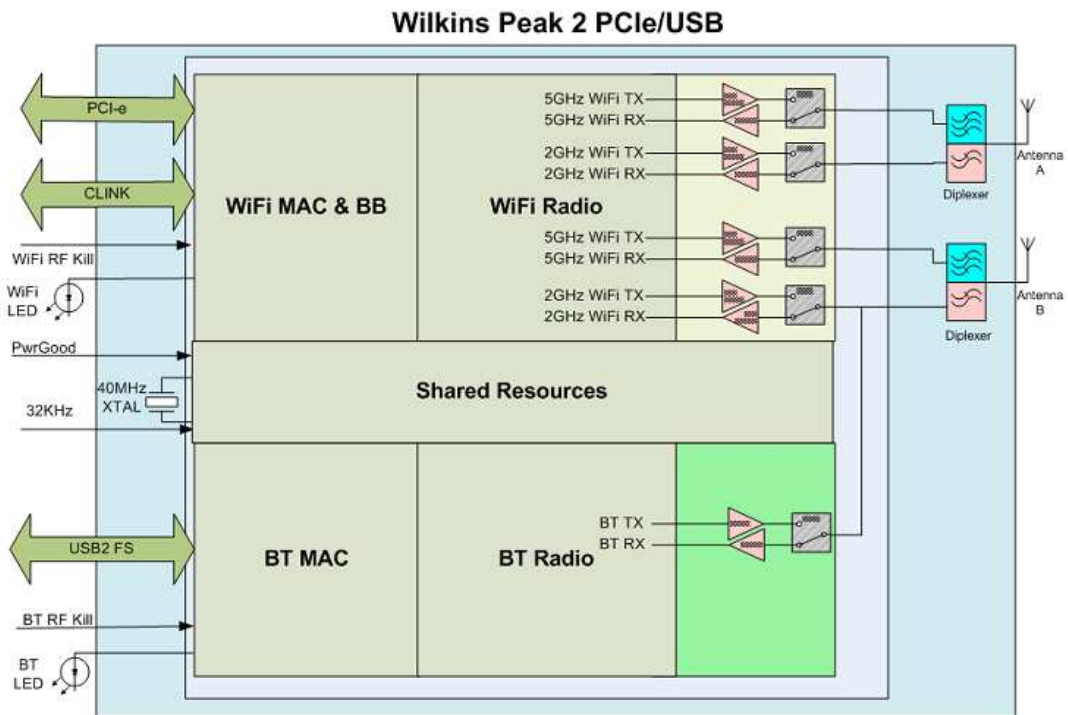 Wilkins Peak 2 PCIe/USB
PCI-e
CLINK
WiFi RF Kill
WiFi
LED
PwrGood
40MHz
XTAL
32KHz
USB2 FS
BT RF Kill
BT
LED
WiFi MAC & BB
WiFi Radio
5GHz WiFi TX
5GHz WiFi RX
2GHz WiFi TX
2GHz WiFi RX
5GHz WiFi TX
5GHz WiFi RX
2GHz WiFi TX
2GHz WiFi RX
Antenna
A
Diplexer
Antenna
B
Diplexer
Shared Resources
BT MAC
BT Radio
BT TX
BT RX